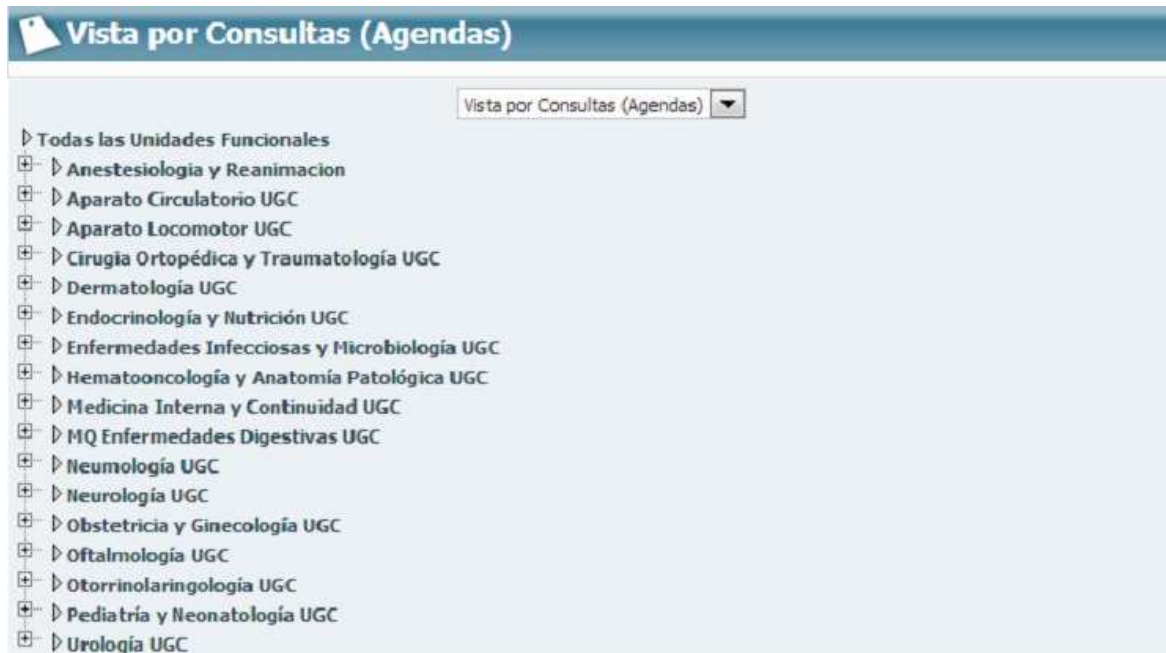 Vista por Consultas (Agendas)
Vista por Consultas (Agendas)
Todas las Unidades Funcionales
Anestesiologia y Reanimacion
Aparato Circulatorio UGC
Aparato Locomotor UGC
Cirugia Ortopédica y Traumatología UGC
Dermatología UGC
Endocrinología y Nutrición UGC
Enfermedades Infecciosas y Microbiología UGC
Hematooncología y Anatomía Patológica UGC
Medicina Interna y Continuidad UGC
MQ Enfermedades Digestivas UGC
Neumología UGC
Neurología UGC
Obstetricia y Ginecología UGC
Oftalmología UGC
Otorrinolaringología UGC
Pediatría y Neonatología UGC
Urología UGC